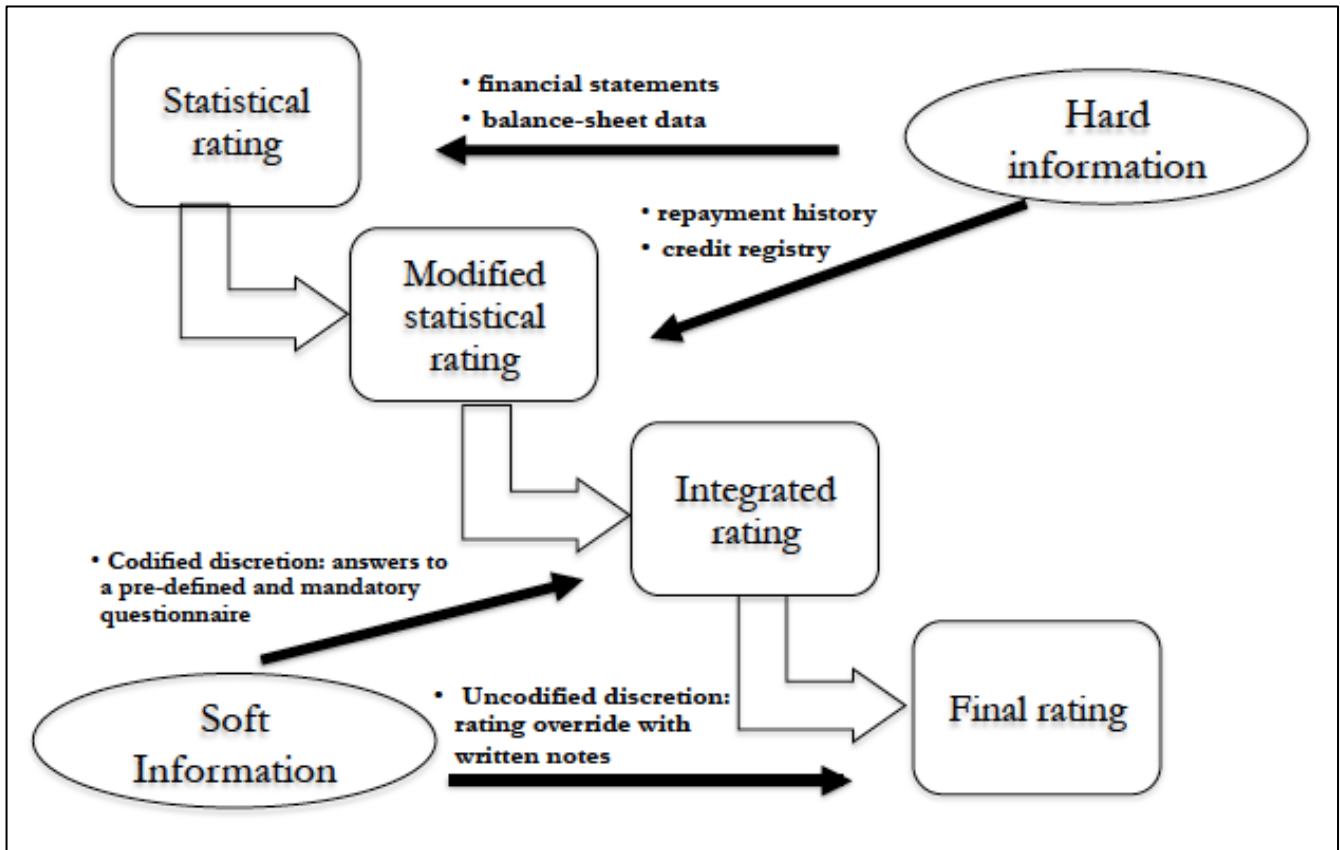 Statistical
rating
• financial statements
• balance-sheet data
Hard
information
• repayment history
• credit registry
Modified
statistical
rating
Integrated
rating
• Codified discretion: answers to
a pre-defined and mandatory
questionnaire
Soft
Information
• Uncodified discretion:
rating override with
written notes
Final rating